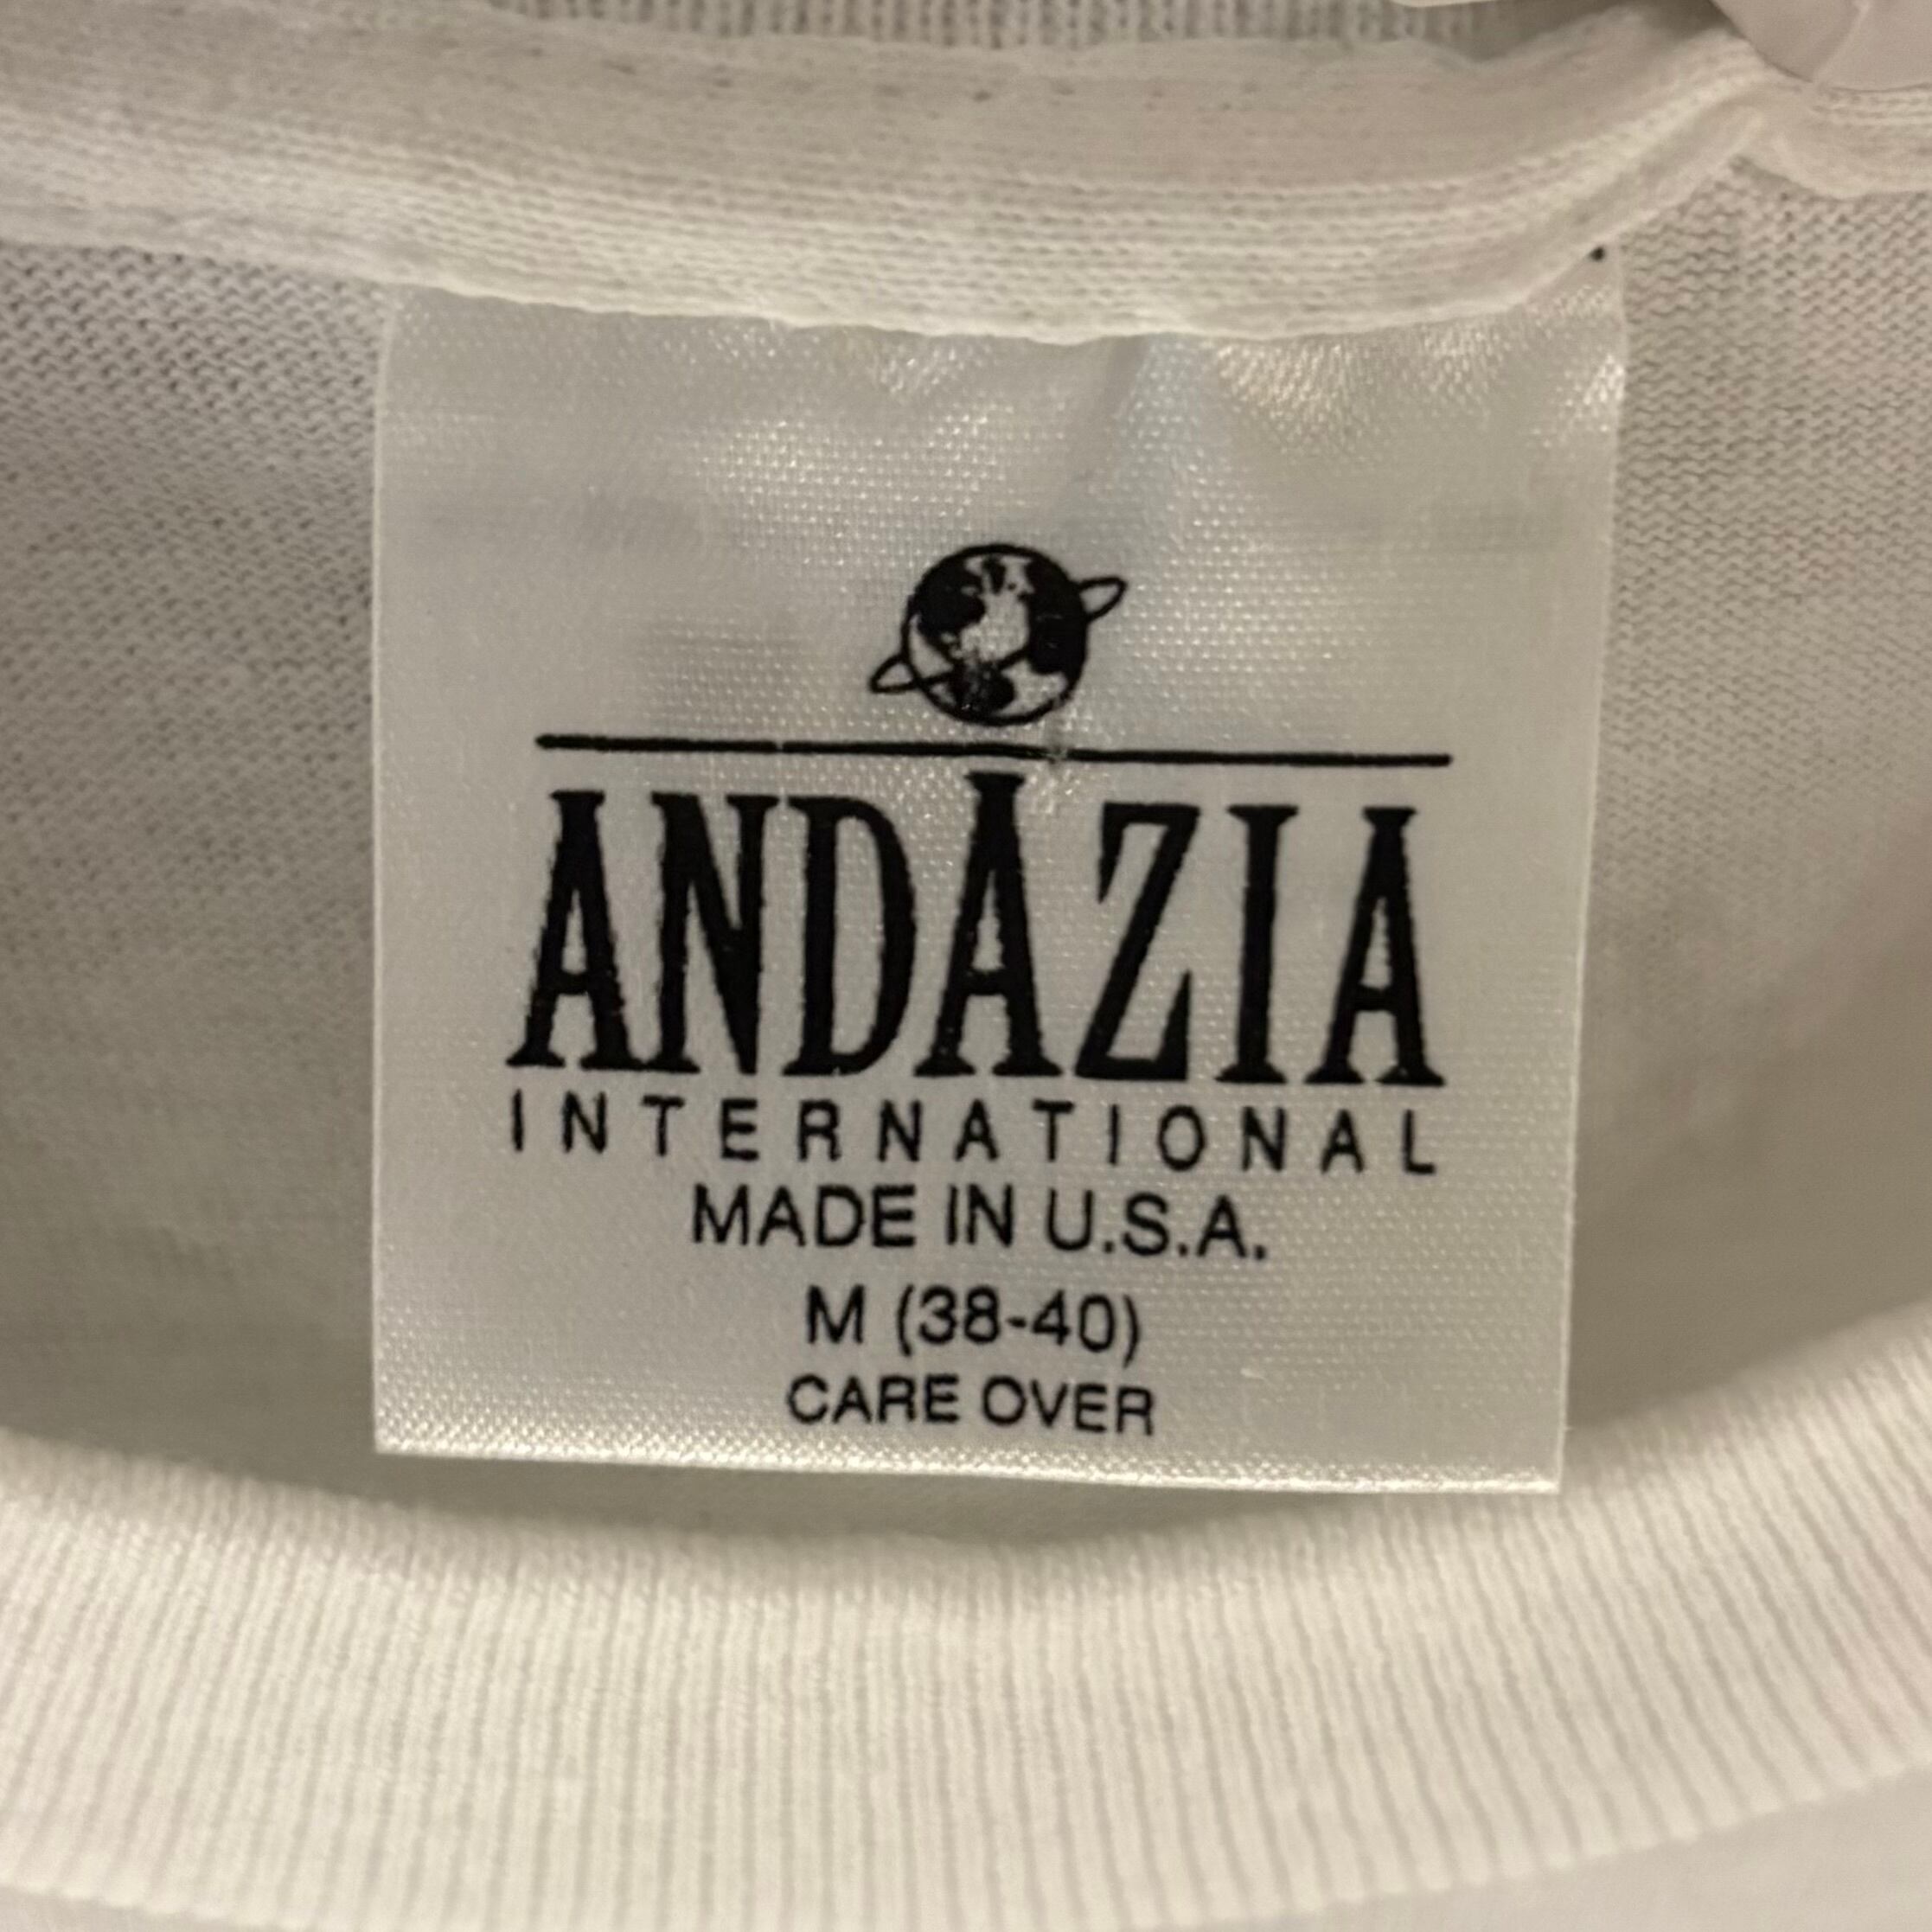 ANDAZIA
INTERNATIONAL
MADE IN U.S.A.
M (38-40)
CARE OVER